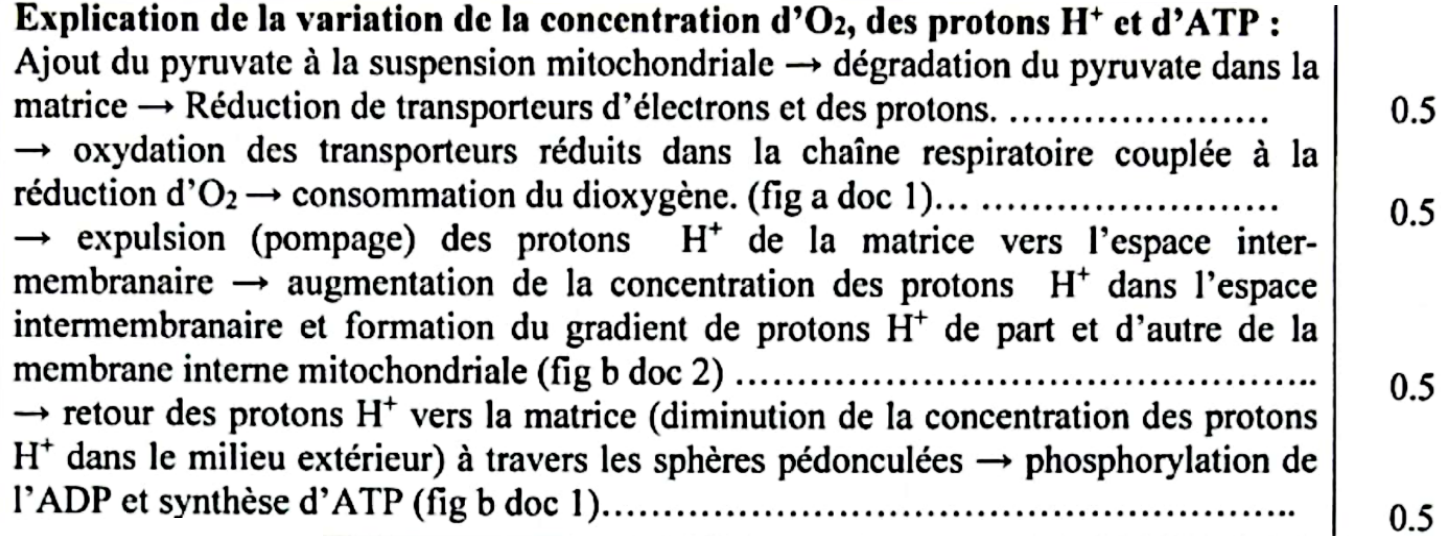 Explication de la variation de la concentration d'O₂, des protons H⁺ et d'ATP :
Ajout du pyruvate à la suspension mitochondriale → dégradation du pyruvate dans la
matrice → Réduction de transporteurs d'électrons et des protons. ..................... 0.5
→ oxydation des transporteurs réduits dans la chaîne respiratoire couplée à la
réduction d'O₂ → consommation du dioxygène. (fig a doc 1)... ........................ 0.5
→ expulsion (pompage) des protons H⁺ de la matrice vers l'espace inter-
membranaire → augmentation de la concentration des protons H⁺ dans l'espace
intermembranaire et formation du gradient de protons H⁺ de part et d'autre de la
membrane interne mitochondriale (fig b doc 2) ............................................... 0.5
→ retour des protons H⁺ vers la matrice (diminution de la concentration des protons
H⁺ dans le milieu extérieur) à travers les sphères pédonculées → phosphorylation de
l'ADP et synthèse d'ATP (fig b doc 1)......................................................... 0.5